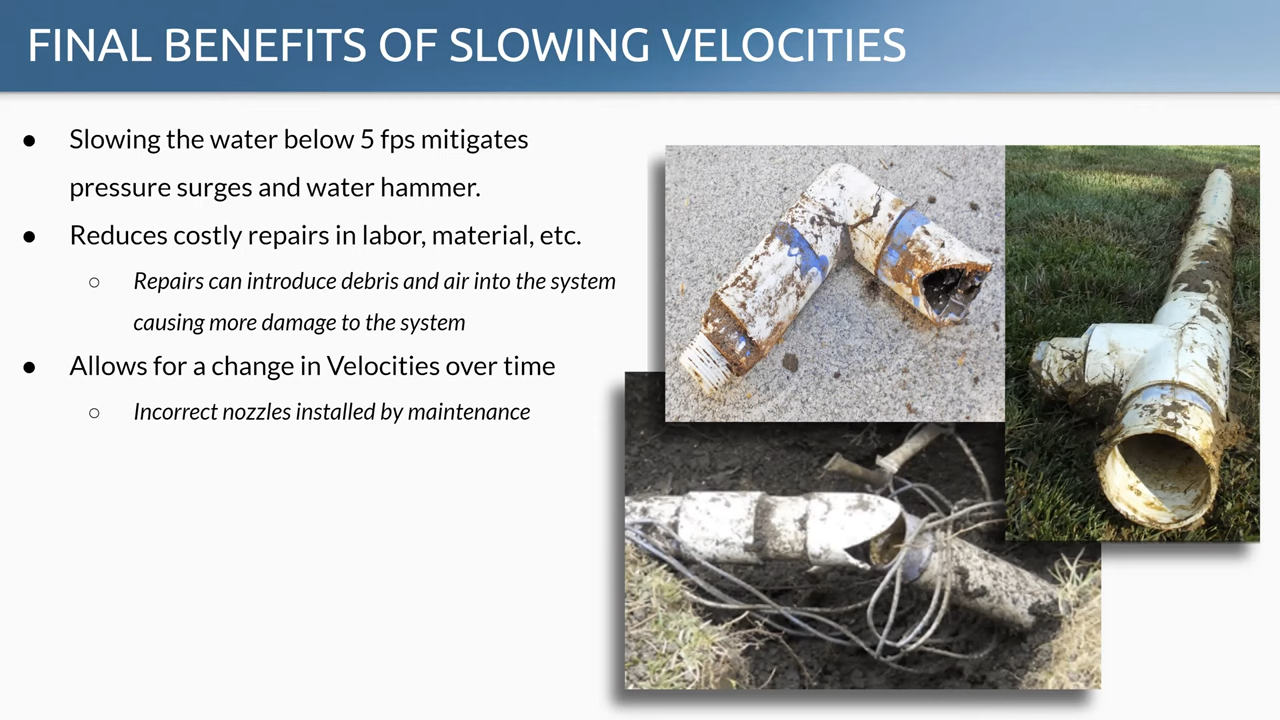 FINAL BENEFITS OF SLOWING VELOCITIES
● Slowing the water below 5 fps mitigates
pressure surges and water hammer.
● Reduces costly repairs in labor, material, etc.
○ Repairs can introduce debris and air into the system
causing more damage to the system
● Allows for a change in Velocities over time
○ Incorrect nozzles installed by maintenance